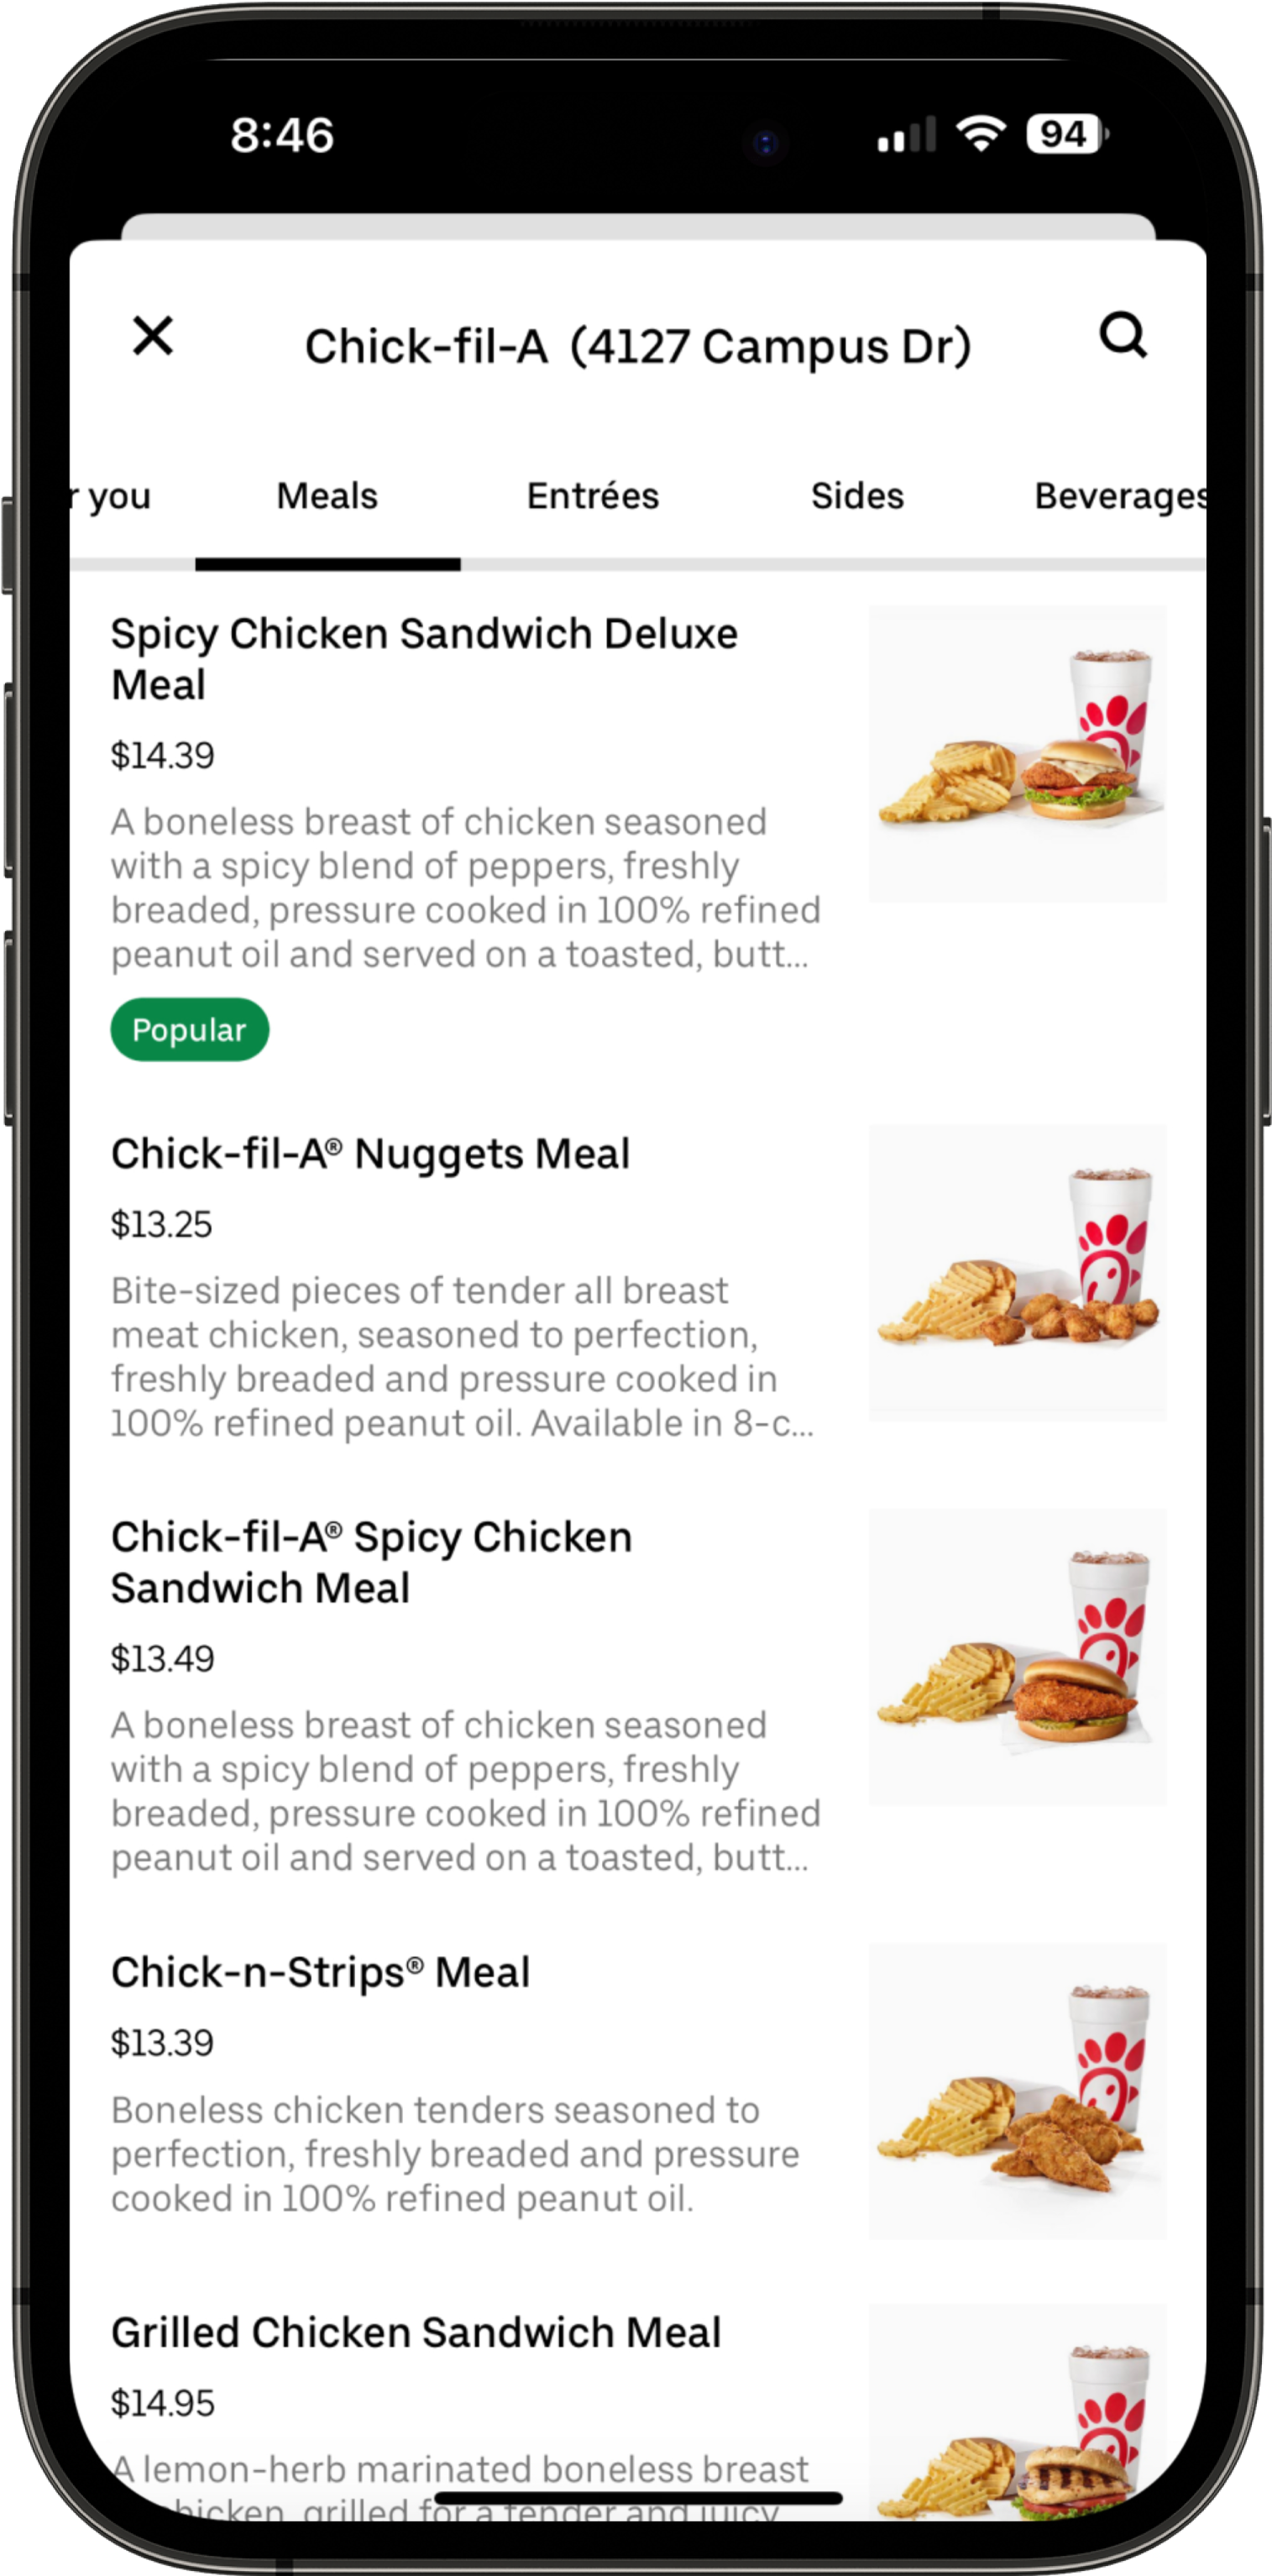 8:46
94
Chick-fil-A (4127 Campus Dr)
r you Meals Entrées Sides Beverages
Spicy Chicken Sandwich Deluxe
Meal
$14.39
A boneless breast of chicken seasoned
with a spicy blend of peppers, freshly
breaded, pressure cooked in 100% refined
peanut oil and served on a toasted, butt...
Popular
Chick-fil-A® Nuggets Meal
$13.25
Bite-sized pieces of tender all breast
meat chicken, seasoned to perfection,
freshly breaded and pressure cooked in
100% refined peanut oil. Available in 8-c...
Chick-fil-A® Spicy Chicken
Sandwich Meal
$13.49
A boneless breast of chicken seasoned
with a spicy blend of peppers, freshly
breaded, pressure cooked in 100% refined
peanut oil and served on a toasted, butt...
Chick-n-Strips® Meal
$13.39
Boneless chicken tenders seasoned to
perfection, freshly breaded and pressure
cooked in 100% refined peanut oil.
Grilled Chicken Sandwich Meal
$14.95
A lemon-herb marinated boneless breast
hicken, grilled for a tender and juicy